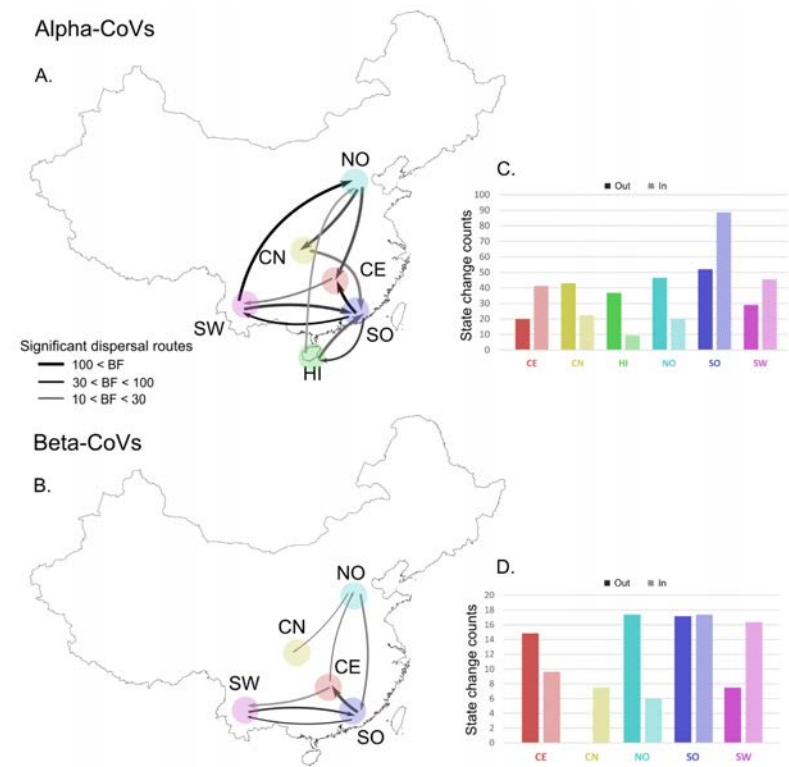 Alpha-CoVs
A.
NO
CN
CE
SW
SO
HI
Significant dispersal routes
100 < BF
30 < BF < 100
10 < BF < 30
C.
Out In
State change counts
100
90
80
70
60
50
40
30
20
10
0
CE CN HI NO SO SW
Beta-CoVs
B.
NO
CN
CE
SW
SO
D.
Out In
State change counts
20
18
16
14
12
10
8
6
4
2
0
CE CN NO SO SW